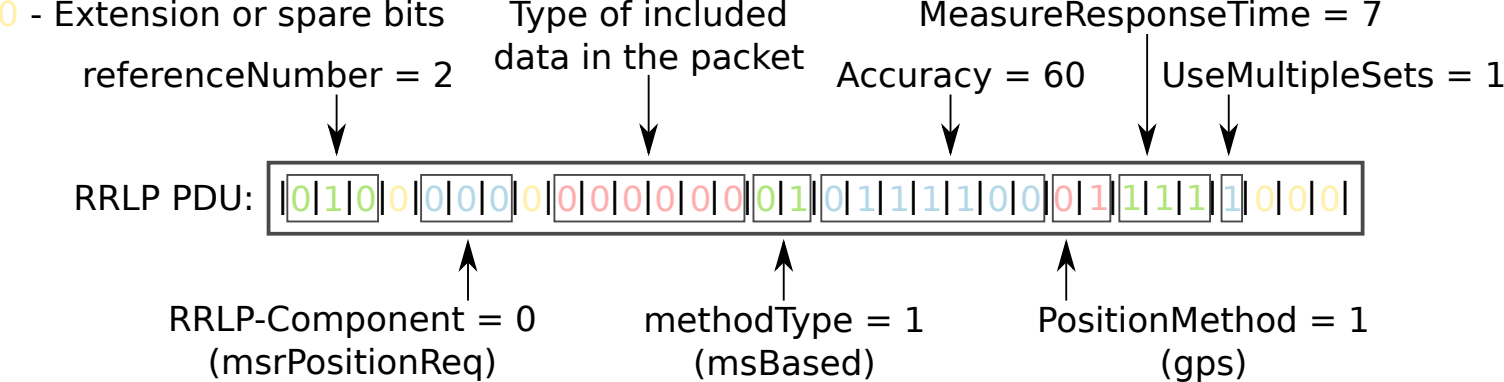 0 - Extension or spare bits
Type of included
data in the packet
MeasureResponseTime = 7
referenceNumber = 2
Accuracy = 60
UseMultipleSets = 1
RRLP PDU: |0|1|0|0|0|0|0|0|0|0|0|0|0|0|0|1|0|1|1|1|1|0|0|0|1|1|1|1|1|0|0|0|
RRLP-Component = 0
(msrPositionReq)
methodType = 1
(msBased)
PositionMethod = 1
(gps)